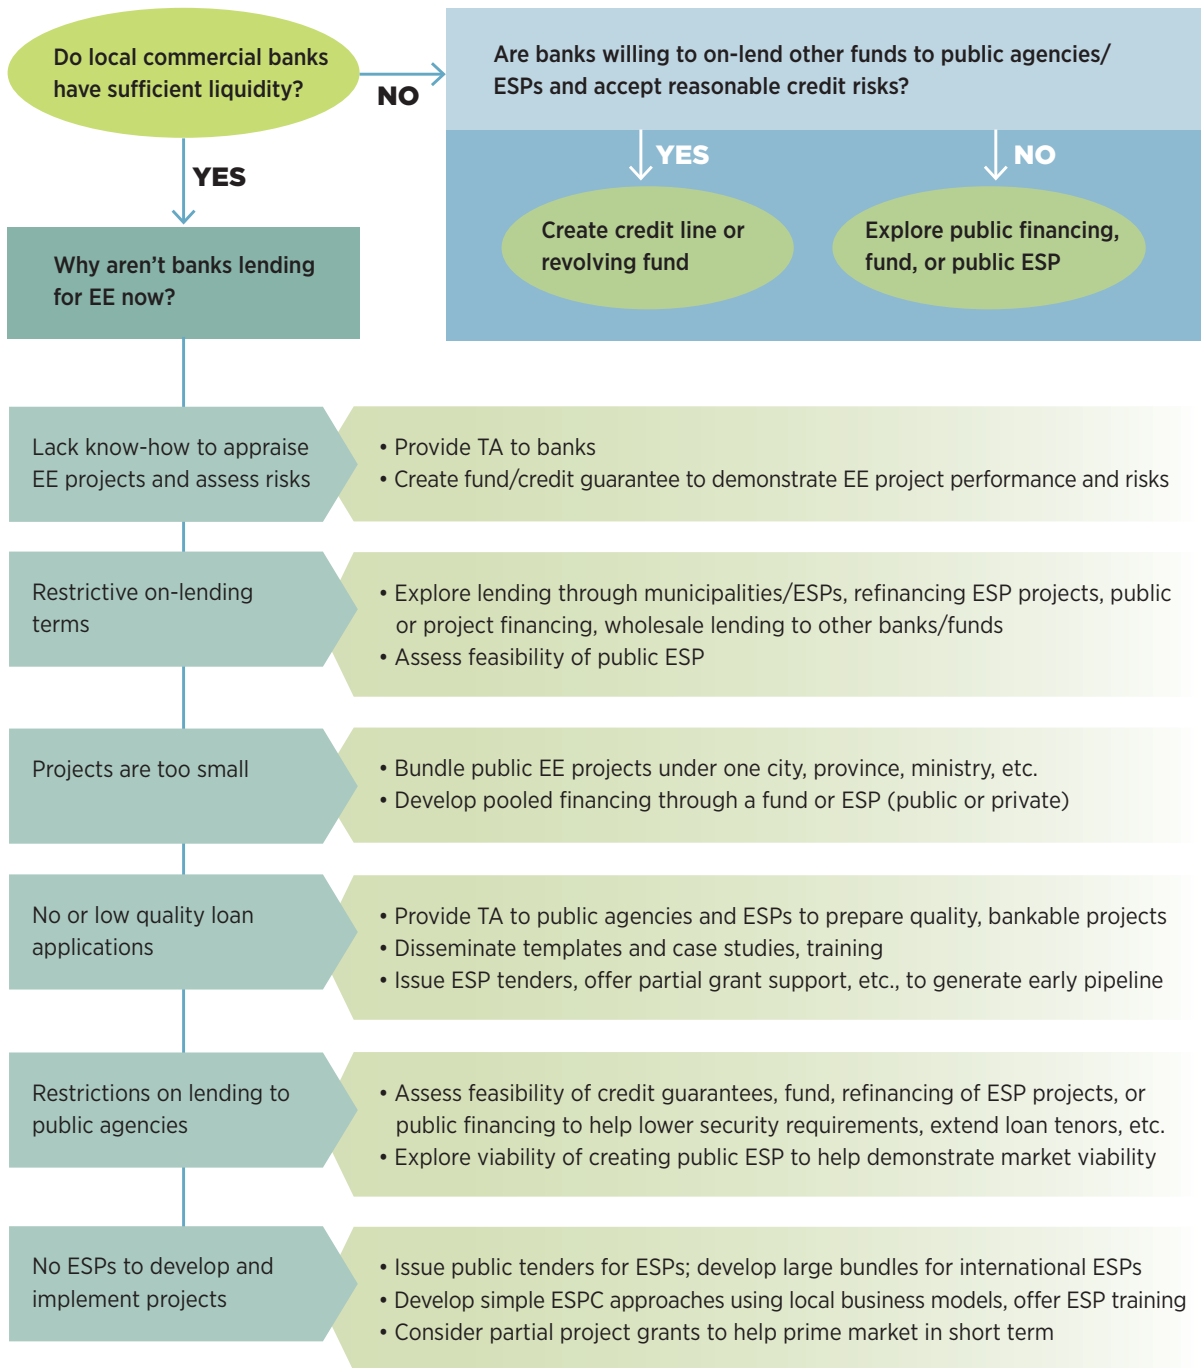 Do local commercial banks
have sufficient liquidity?
NO
Are banks willing to on-lend other funds to public agencies/
ESPs and accept reasonable credit risks?
YES
NO
Create credit line or
revolving fund
Explore public financing,
fund, or public ESP
YES
Why aren’t banks lending
for EE now?
Lack know-how to appraise
EE projects and assess risks
• Provide TA to banks
• Create fund/credit guarantee to demonstrate EE project performance and risks
Restrictive on-lending
terms
• Explore lending through municipalities/ESPs, refinancing ESP projects, public
or project financing, wholesale lending to other banks/funds
• Assess feasibility of public ESP
Projects are too small
• Bundle public EE projects under one city, province, ministry, etc.
• Develop pooled financing through a fund or ESP (public or private)
No or low quality loan
applications
• Provide TA to public agencies and ESPs to prepare quality, bankable projects
• Disseminate templates and case studies, training
• Issue ESP tenders, offer partial grant support, etc., to generate early pipeline
Restrictions on lending to
public agencies
• Assess feasibility of credit guarantees, fund, refinancing of ESP projects, or
public financing to help lower security requirements, extend loan tenors, etc.
• Explore viability of creating public ESP to help demonstrate market viability
No ESPs to develop and
implement projects
• Issue public tenders for ESPs; develop large bundles for international ESPs
• Develop simple ESPC approaches using local business models, offer ESP training
• Consider partial project grants to help prime market in short term